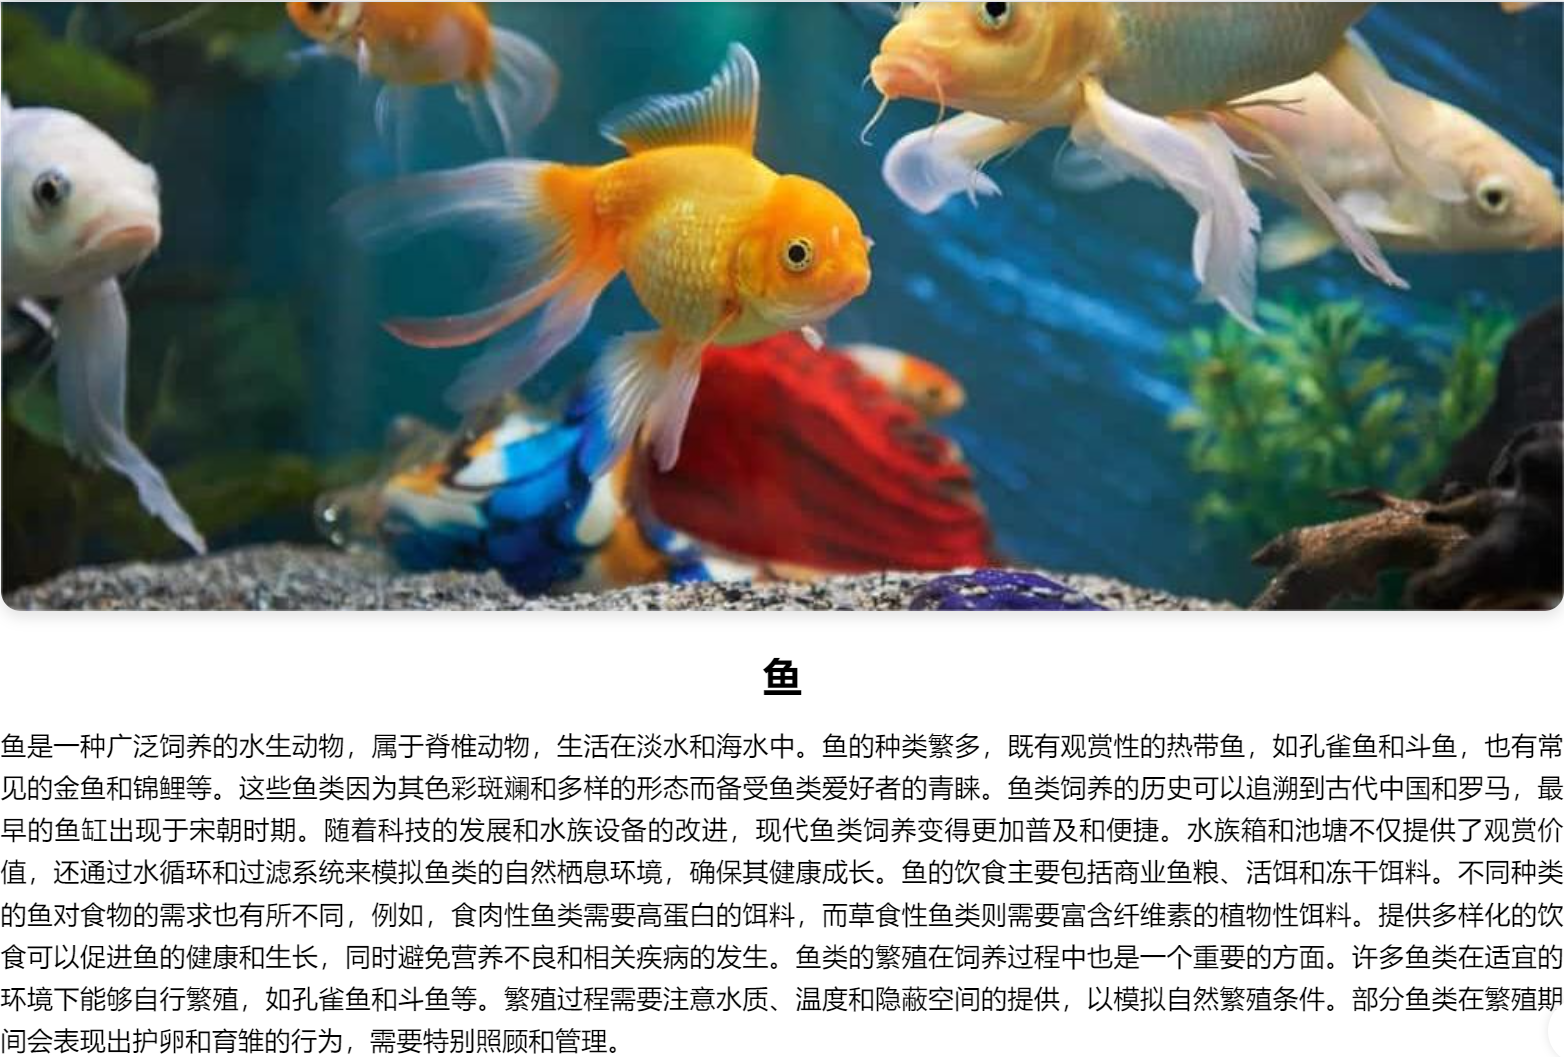 鱼
鱼是一种广泛饲养的水生动物，属于脊椎动物，生活在淡水和海水中。鱼的种类繁多，既有观赏性的热带鱼，如孔雀鱼和斗鱼，也有常
见的金鱼和锦鲤等。这些鱼类因为其色彩斑斓和多样的形态而备受鱼类爱好者的青睐。鱼类饲养的历史可以追溯到古代中国和罗马，最
早的鱼缸出现于宋朝时期。随着科技的发展和水族设备的改进，现代鱼类饲养变得更加普及和便捷。水族箱和池塘不仅提供了观赏价
值，还通过水循环和过滤系统来模拟鱼类的自然栖息环境，确保其健康成长。鱼的饮食主要包括商业鱼粮、活饵和冻干饵料。不同种类
的鱼对食物的需求也有所不同，例如，食肉性鱼类需要高蛋白的饵料，而草食性鱼类则需要富含纤维素的植物性饵料。提供多样化的饮
食可以促进鱼的健康和生长，同时避免营养不良和相关疾病的发生。鱼类的繁殖在饲养过程中也是一个重要的方面。许多鱼类在适宜的
环境下能够自行繁殖，如孔雀鱼和斗鱼等。繁殖过程需要注意水质、温度和隐蔽空间的提供，以模拟自然繁殖条件。部分鱼类在繁殖期
间会表现出护卵和育雏的行为，需要特别照顾和管理。